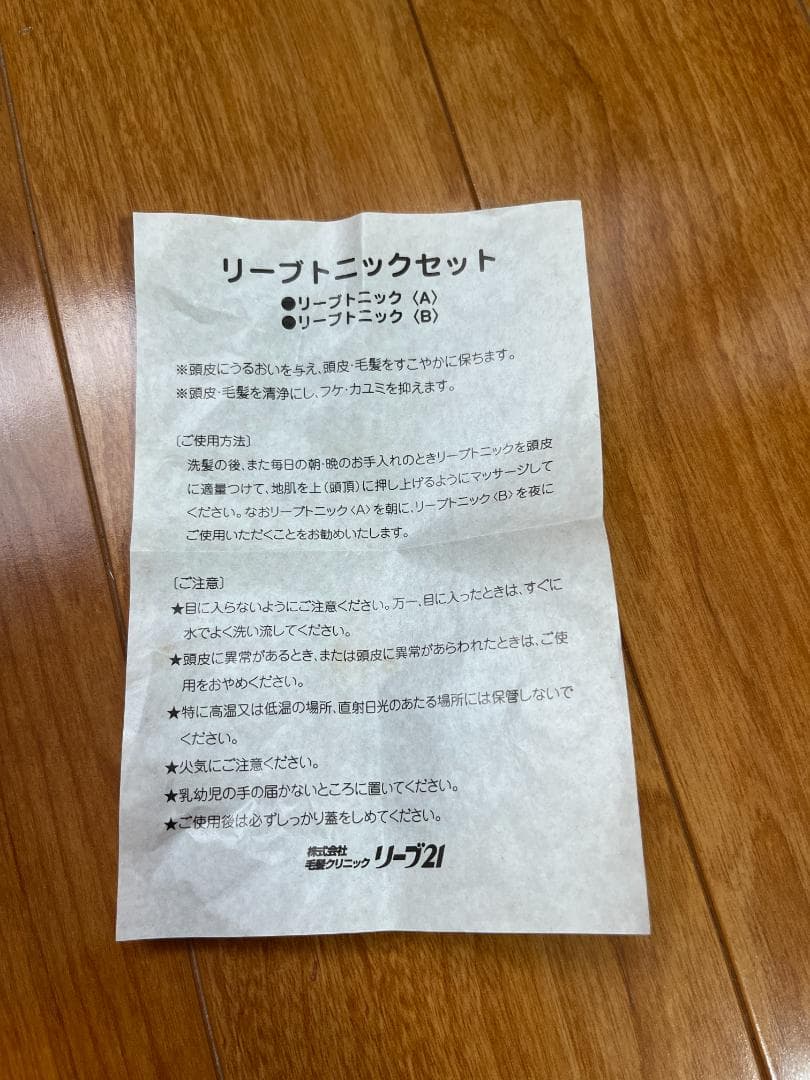 リーブトニックセット
●リーブトニック〈A〉
●リーブトニック〈B〉
※頭皮にうるおいを与え、頭皮・毛髪をすこやかに保ちます。
※頭皮・毛髪を清浄にし、フケ・カユミを抑えます。
〔ご使用方法〕
洗髪の後、また毎日の朝・晩のお手入れのときリーブトニックを頭皮
に適量つけて、地肌を上（頭頂）に押し上げるようにマッサージして
ください。なおリーブトニック〈A〉を朝に、リーブトニック〈B〉を夜に
ご使用いただくことをお勧めいたします。
〔ご注意〕
★目に入らないようにご注意ください。万一、目に入ったときは、すぐに
水でよく洗い流してください。
★頭皮に異常があるとき、または頭皮に異常があらわれたときは、ご使
用をおやめください。
★特に高温又は低温の場所、直射日光のあたる場所には保管しないで
ください。
★火気にご注意ください。
★乳幼児の手の届かないところに置いてください。
★ご使用後は必ずしっかり蓋をしめてください。
株式会社
毛髪クリニック リーブ21